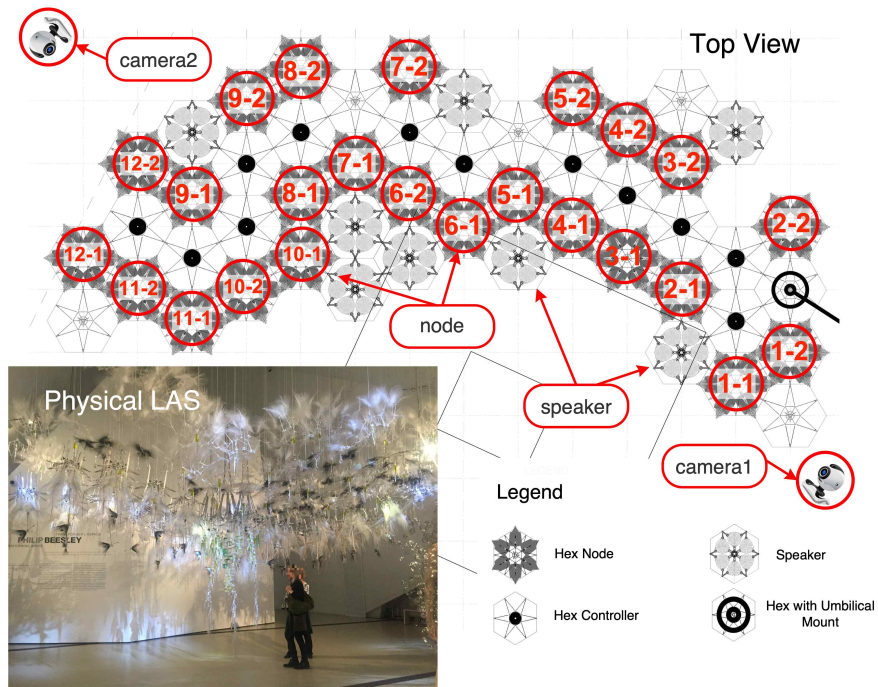 Top View
camera2
8-2
7-2
9-2
5-2
4-2
12-2
7-1
3-2
9-1
8-1
6-2
5-1
6-1
4-1
2-2
12-1
10-1
3-1
11-2
10-2
2-1
11-1
node
1-2
1-1
speaker
camera1
Physical LAS
PHILIP BEESLEY
Legend
Hex Node
Speaker
Hex Controller
Hex with Umbilical
Mount